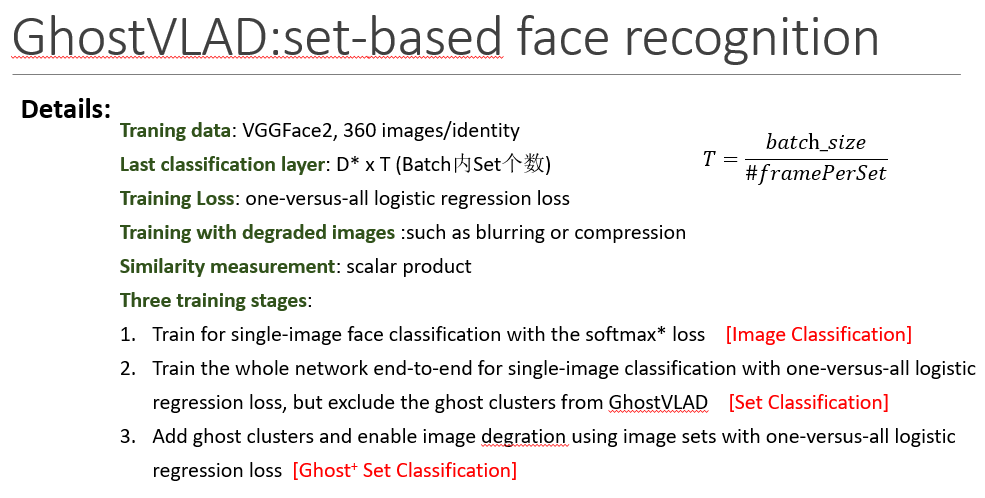 GhostVLAD:set-based face recognition
Details:
Traning data: VGGFace2, 360 images/identity
Last classification layer: D* x T (Batch内Set个数)
T = batch_size / #framePerSet
Training Loss: one-versus-all logistic regression loss
Training with degraded images :such as blurring or compression
Similarity measurement: scalar product
Three training stages:
1. Train for single-image face classification with the softmax* loss [Image Classification]
2. Train the whole network end-to-end for single-image classification with one-versus-all logistic
regression loss, but exclude the ghost clusters from GhostVLAD [Set Classification]
3. Add ghost clusters and enable image degration using image sets with one-versus-all logistic
regression loss [Ghost⁺ Set Classification]